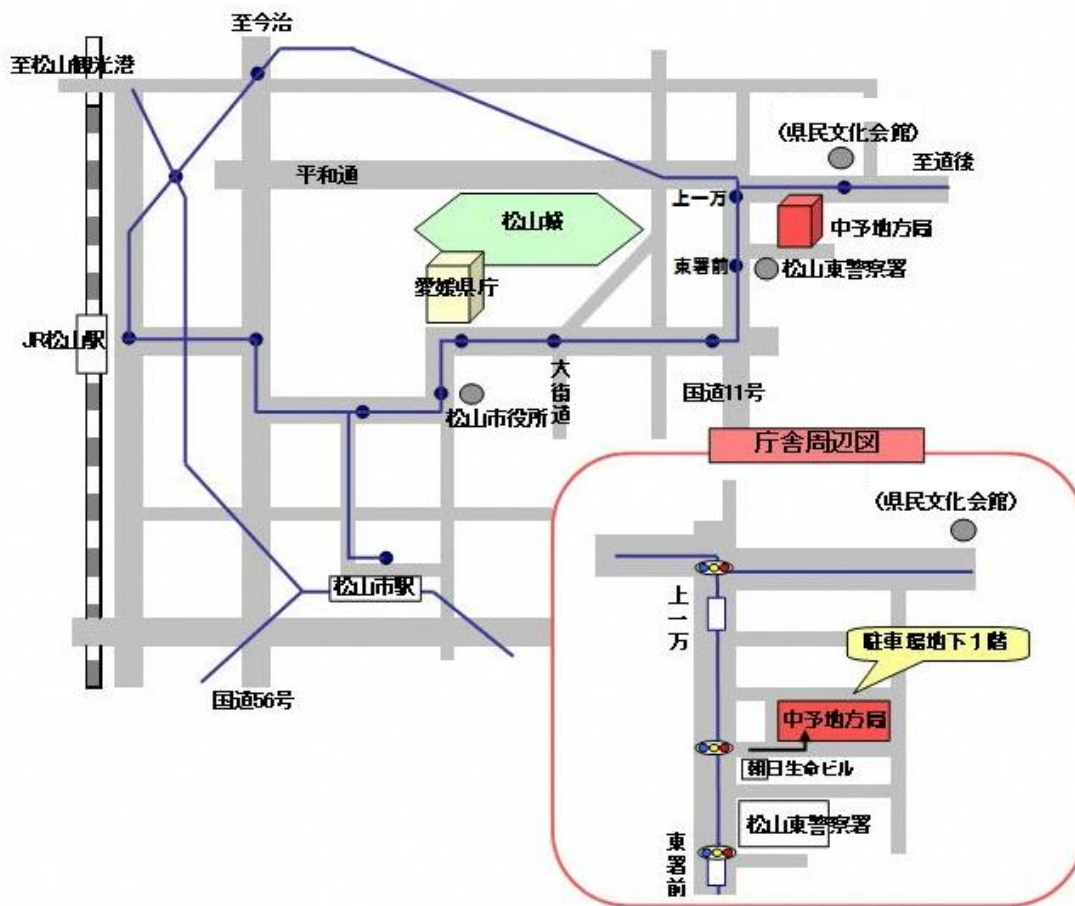 至今治
至松山観光港
(県民文化会館)
至道後
平和通
上一万
松山城
中予地方局
東署前
松山東警察署
愛媛県庁
JR松山駅
大街道
国道11号
松山市役所
庁舎周辺図
(県民文化会館)
上一万
松山市駅
駐車場地下1階
国道56号
中予地方局
朝日生命ビル
松山東警察署
東署前